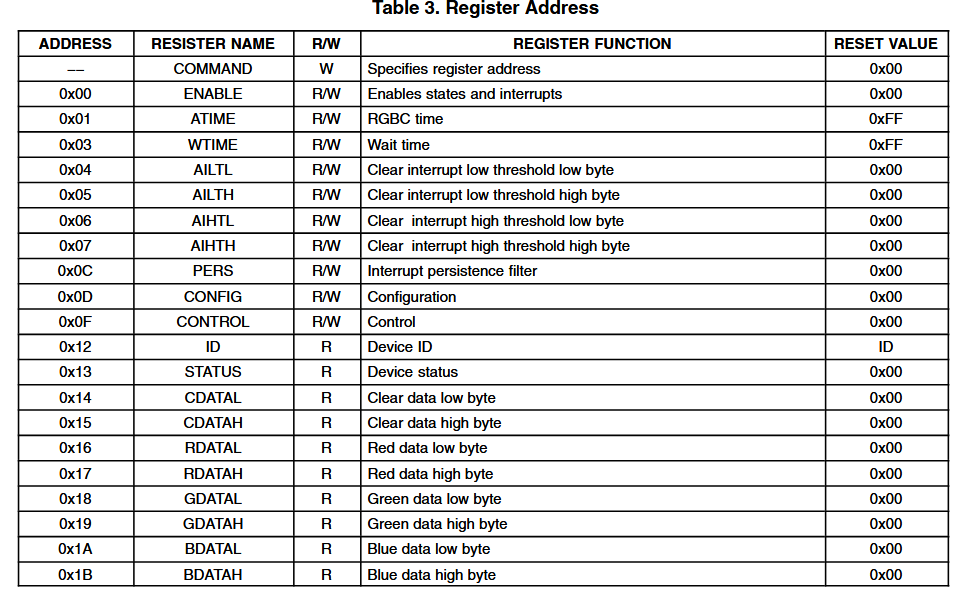 Table 3. Register Address
ADDRESS RESISTER NAME R/W REGISTER FUNCTION RESET VALUE
−− COMMAND W Specifies register address 0x00
0x00 ENABLE R/W Enables states and interrupts 0x00
0x01 ATIME R/W RGBC time 0xFF
0x03 WTIME R/W Wait time 0xFF
0x04 AILTL R/W Clear interrupt low threshold low byte 0x00
0x05 AILTH R/W Clear interrupt low threshold high byte 0x00
0x06 AIHTL R/W Clear interrupt high threshold low byte 0x00
0x07 AIHTH R/W Clear interrupt high threshold high byte 0x00
0x0C PERS R/W Interrupt persistence filter 0x00
0x0D CONFIG R/W Configuration 0x00
0x0F CONTROL R/W Control 0x00
0x12 ID R Device ID ID
0x13 STATUS R Device status 0x00
0x14 CDATAL R Clear data low byte 0x00
0x15 CDATAH R Clear data high byte 0x00
0x16 RDATAL R Red data low byte 0x00
0x17 RDATAH R Red data high byte 0x00
0x18 GDATAL R Green data low byte 0x00
0x19 GDATAH R Green data high byte 0x00
0x1A BDATAL R Blue data low byte 0x00
0x1B BDATAH R Blue data high byte 0x00